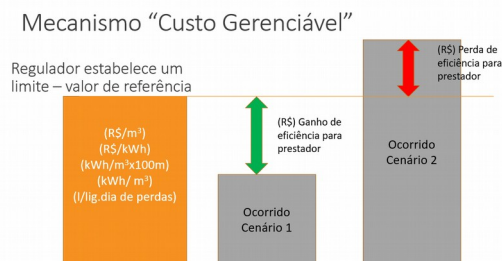 Mecanismo “Custo Gerenciável”
Regulador estabelece um
limite – valor de referência
(R$/m³)
(R$/kWh)
(kWh/m³x100m)
(kWh/ m³)
(l/lig.dia de perdas)
(R$) Ganho de
eficiência para
prestador
Ocorrido
Cenário 1
(R$) Perda de
eficiência para
prestador
Ocorrido
Cenário 2